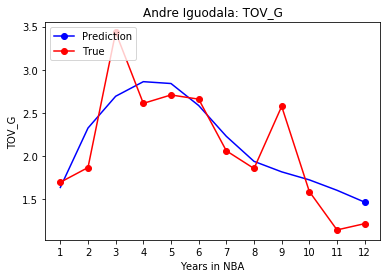 Andre Iguodala: TOV_G
Prediction
True
3.5
3.0
2.5
2.0
1.5
TOV_G
1 2 3 4 5 6 7 8 9 10 11 12
Years in NBA